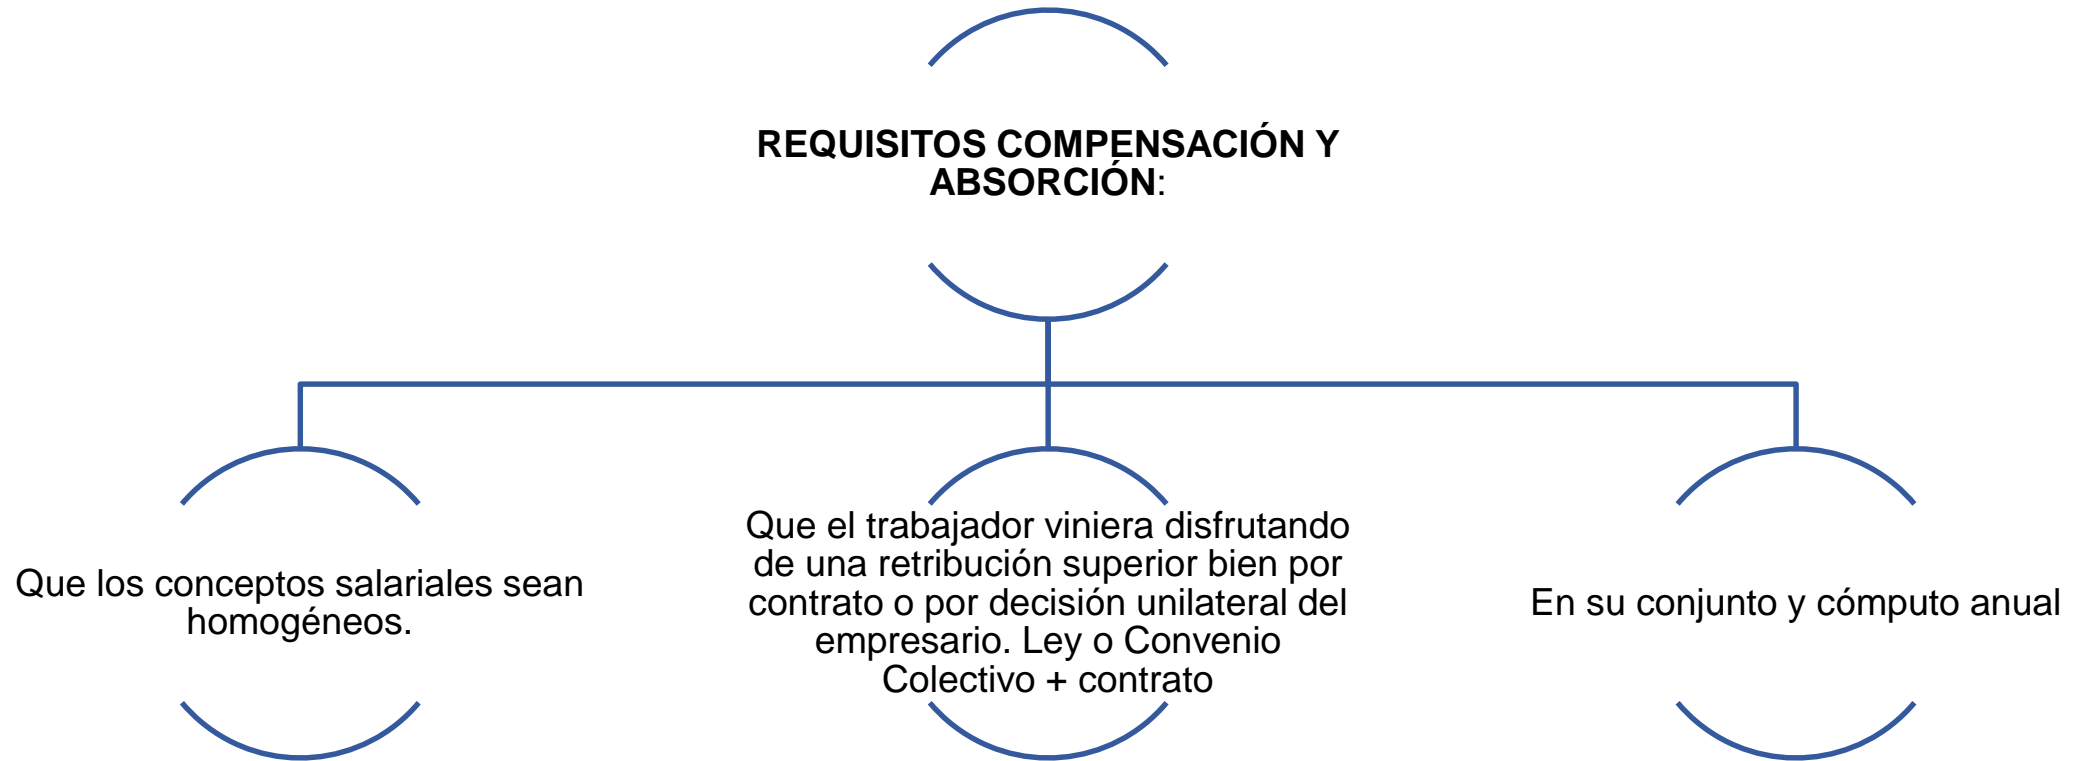 REQUISITOS COMPENSACIÓN Y
ABSORCIÓN:
Que los conceptos salariales sean
homogéneos.
Que el trabajador viniera disfrutando
de una retribución superior bien por
contrato o por decisión unilateral del
empresario. Ley o Convenio
Colectivo + contrato
En su conjunto y cómputo anual